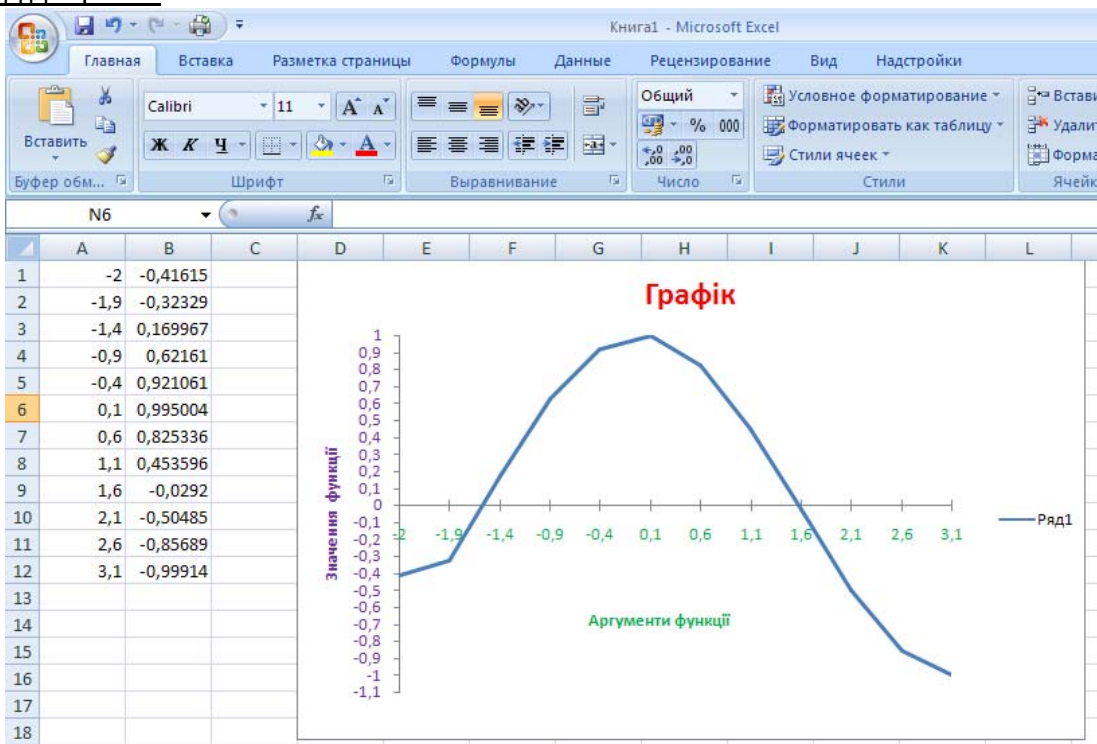 Книга1 - Microsoft Excel
Главная Вставка Разметка страницы Формулы Данные Рецензирование Вид Надстройки
Вставить
Calibri 11
Ж К Ч
Общий
% 000
Условное форматирование
Форматировать как таблицу
Стили ячеек
Буфер обм... Шрифт Выравнивание Число Стили
N6 fx
A B C D E F G H I J K L
1 -2 -0,41615
2 -1,9 -0,32329
3 -1,4 0,169967
4 -0,9 0,62161
5 -0,4 0,921061
6 0,1 0,995004
7 0,6 0,825336
8 1,1 0,453596
9 1,6 -0,0292
10 2,1 -0,50485
11 2,6 -0,85689
12 3,1 -0,99914
13
14
15
16
17
18
Графік
Значення функції
1
0,9
0,8
0,7
0,6
0,5
0,4
0,3
0,2
0,1
0
-0,1
-0,2
-0,3
-0,4
-0,5
-0,6
-0,7
-0,8
-0,9
-1
-1,1
-2 -1,9 -1,4 -0,9 -0,4 0,1 0,6 1,1 1,6 2,1 2,6 3,1
Аргументи функції
Ряд1